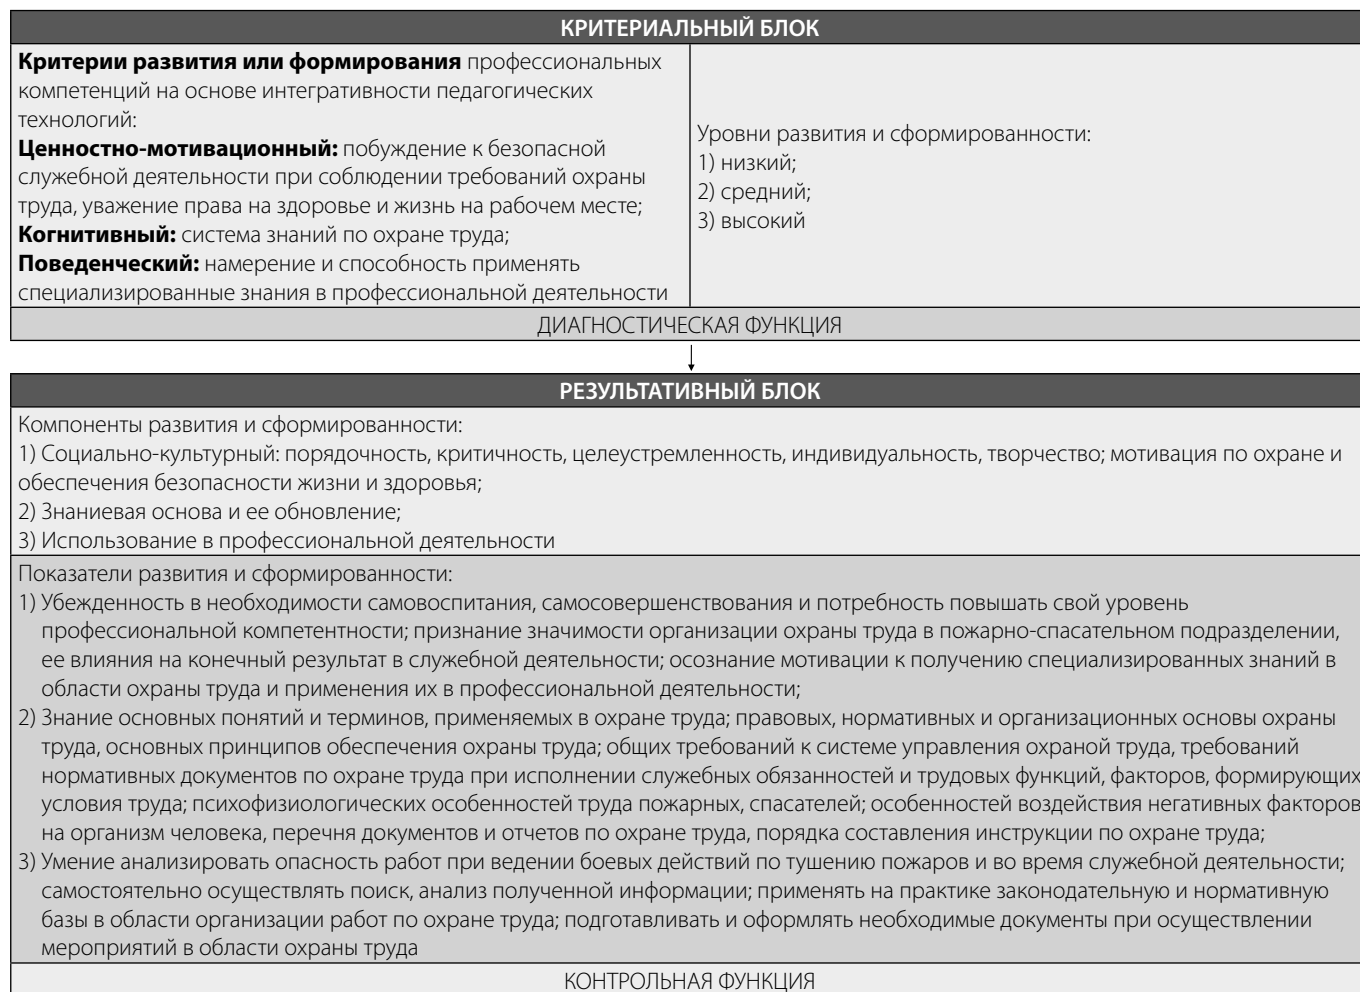 КРИТЕРИАЛЬНЫЙ БЛОК
Критерии развития или формирования профессиональных
компетенций на основе интегративности педагогических
технологий:
Ценностно-мотивационный: побуждение к безопасной
служебной деятельности при соблюдении требований охраны
труда, уважение права на здоровье и жизнь на рабочем месте;
Когнитивный: система знаний по охране труда;
Поведенческий: намерение и способность применять
специализированные знания в профессиональной деятельности
Уровни развития и сформированности:
1) низкий;
2) средний;
3) высокий
ДИАГНОСТИЧЕСКАЯ ФУНКЦИЯ
РЕЗУЛЬТАТИВНЫЙ БЛОК
Компоненты развития и сформированности:
1) Социально-культурный: порядочность, критичность, целеустремленность, индивидуальность, творчество; мотивация по охране и
обеспечения безопасности жизни и здоровья;
2) Знаниевая основа и ее обновление;
3) Использование в профессиональной деятельности
Показатели развития и сформированности:
1) Убежденность в необходимости самовоспитания, самосовершенствования и потребность повышать свой уровень
профессиональной компетентности; признание значимости организации охраны труда в пожарно-спасательном подразделении,
ее влияния на конечный результат в служебной деятельности; осознание мотивации к получению специализированных знаний в
области охраны труда и применения их в профессиональной деятельности;
2) Знание основных понятий и терминов, применяемых в охране труда; правовых, нормативных и организационных основы охраны
труда, основных принципов обеспечения охраны труда; общих требований к системе управления охраной труда, требований
нормативных документов по охране труда при исполнении служебных обязанностей и трудовых функций, факторов, формирующих
условия труда; психофизиологических особенностей труда пожарных, спасателей; особенностей воздействия негативных факторов
на организм человека, перечня документов и отчетов по охране труда, порядка составления инструкции по охране труда;
3) Умение анализировать опасность работ при ведении боевых действий по тушению пожаров и во время служебной деятельности;
самостоятельно осуществлять поиск, анализ полученной информации; применять на практике законодательную и нормативную
базы в области организации работ по охране труда; подготавливать и оформлять необходимые документы при осуществлении
мероприятий в области охраны труда
КОНТРОЛЬНАЯ ФУНКЦИЯ